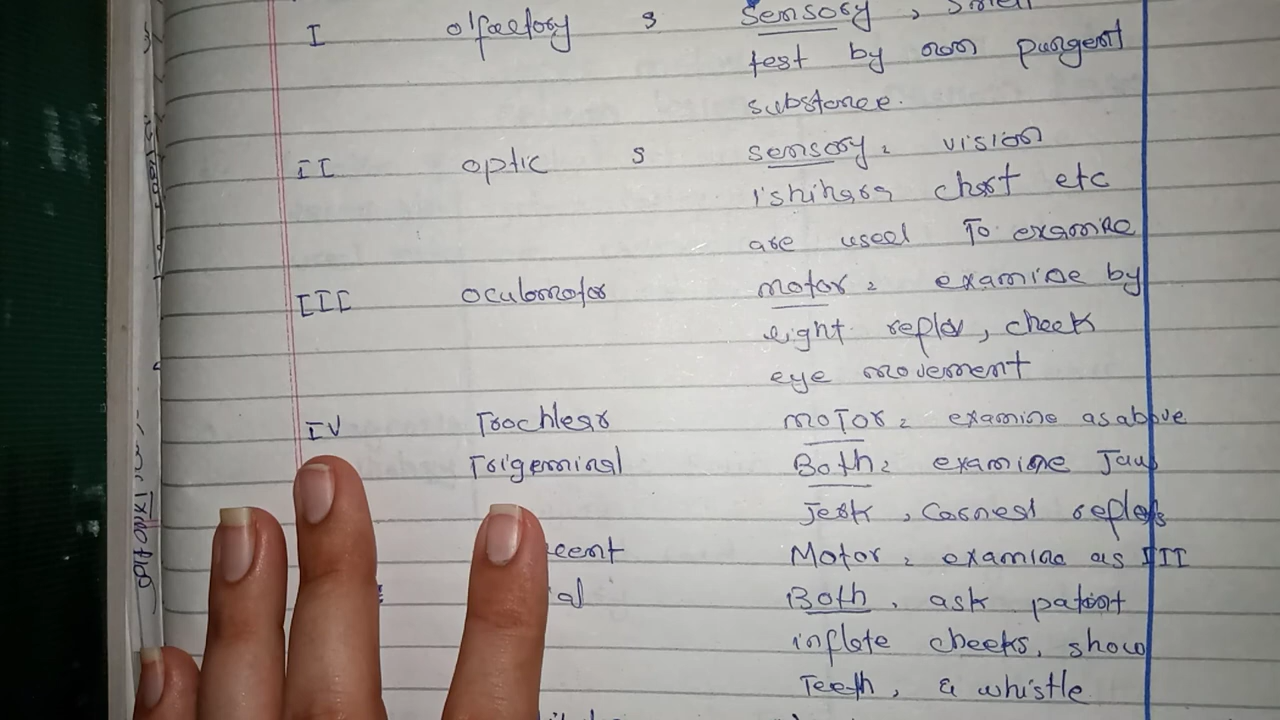 I olfactory s sensory, smell
test by non pungent
substance.
II optic s sensory: vision
ishihara chart etc
are used To examine
III Oculomotor motor: examine by
light reflex, check
eye movement
IV Trochlear MOTOR: examine as above
Trigeminal Both: examine Jaw
Jerk, Corneal reflex
cent Motor: examine as III
al Both, ask patient
inflate cheeks, show
Teeth, & whistle